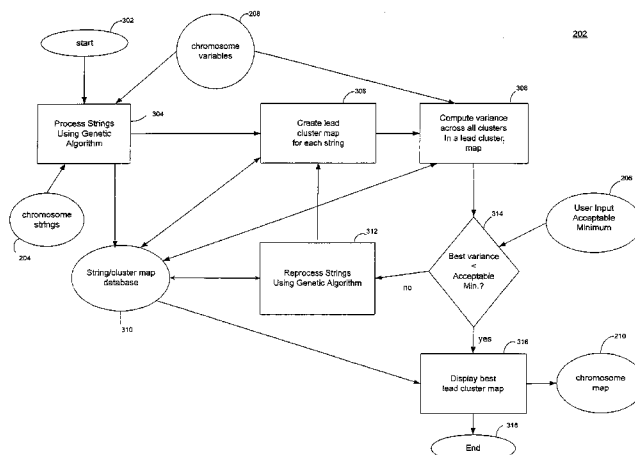 302
start
208
chromosome
variables
202
304
Process Strings
Using Genetic
Algorithm
306
Create lead
cluster map
for each string
308
Compute variance
across all clusters
In a lead cluster,
map
206
User Input
Acceptable
Minimum
chromosome
strings
204
314
Best variance
<
Acceptable
Min.?
312
Reprocess Strings
Using Genetic Algorithm
no
String/cluster map
database
310
yes
316
Display best
lead cluster map
210
chromosome
map
318
End